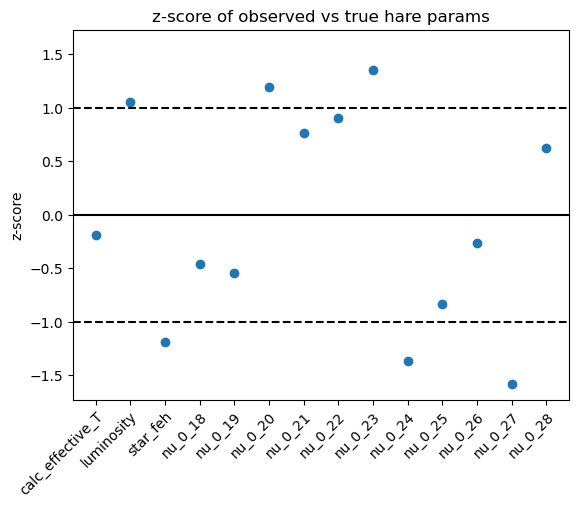 z-score of observed vs true hare params
z-score
1.5
1.0
0.5
0.0
−0.5
−1.0
−1.5
calc_effective_T
luminosity
star_feh
nu_0_18
nu_0_19
nu_0_20
nu_0_21
nu_0_22
nu_0_23
nu_0_24
nu_0_25
nu_0_26
nu_0_27
nu_0_28